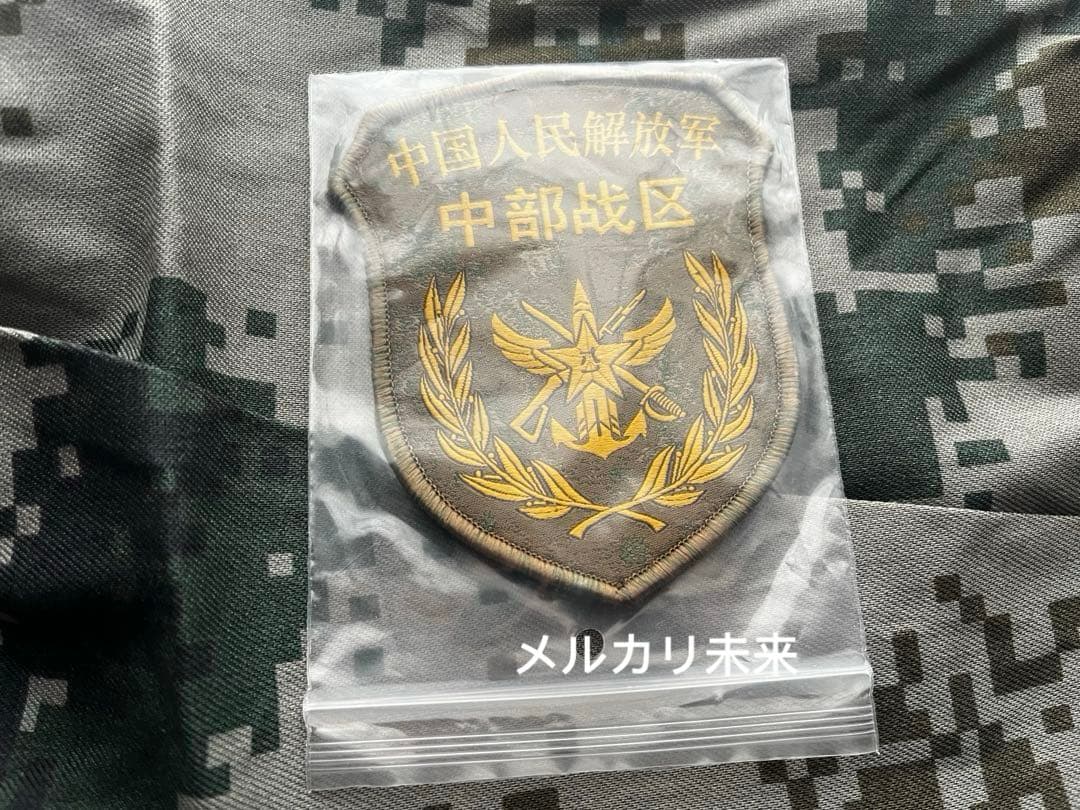 中国人民解放军
中部战区
メルカリ未来